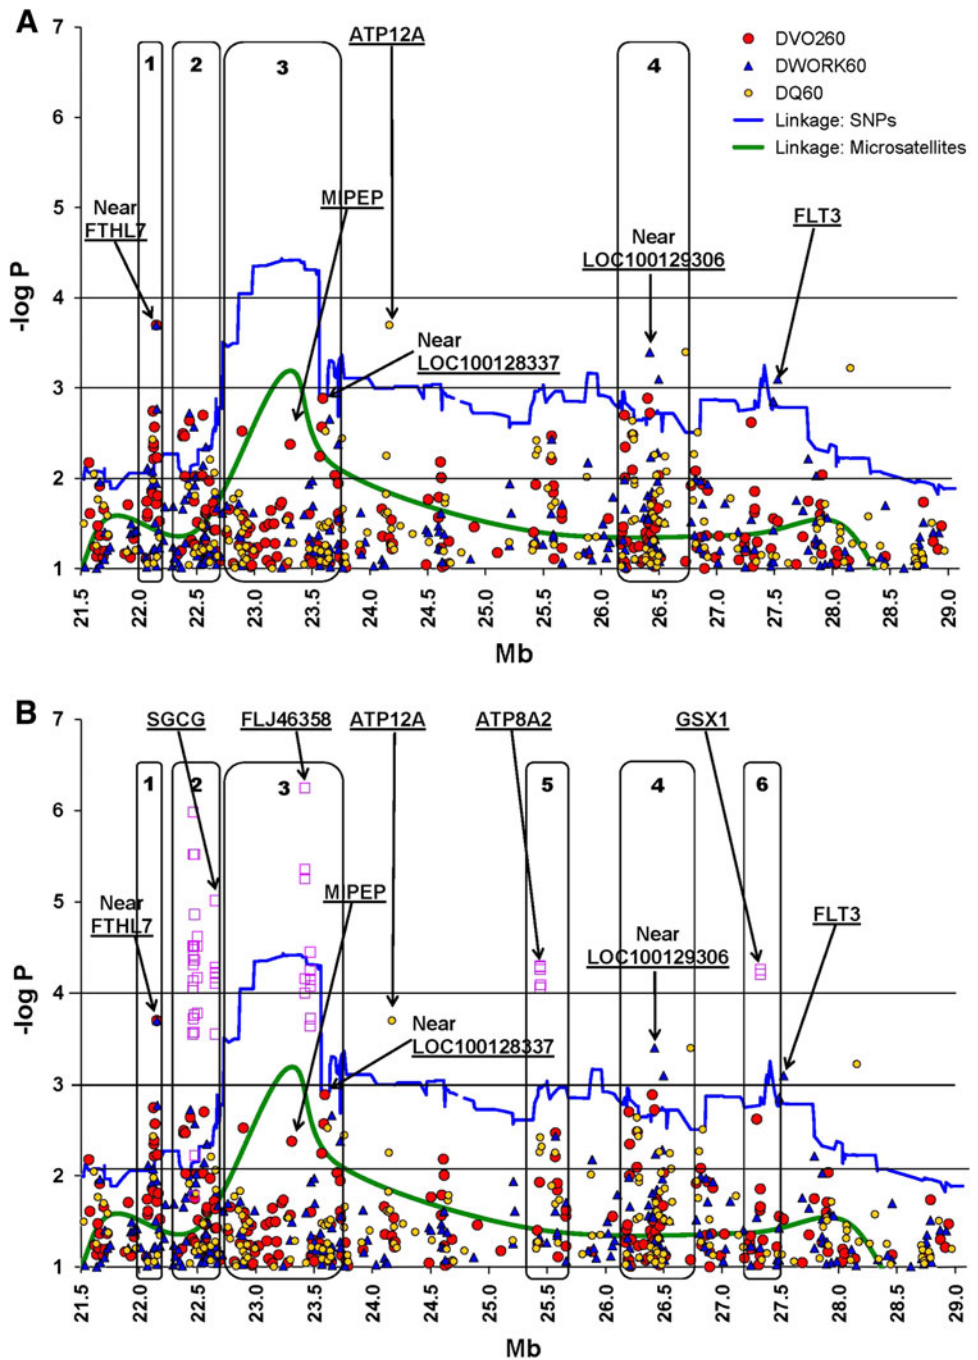 A
7
6
5
4
3
2
1
-log P
1
2
3
4
ATP12A
DVO260
DWORK60
DQ60
Linkage: SNPs
Linkage: Microsatellites
Near
FTHL7
MIPEP
Near
LOC100129306
FLT3
Near
LOC100128337
21.5
22.0
22.5
23.0
23.5
24.0
24.5
25.0
25.5
26.0
26.5
27.0
27.5
28.0
28.5
29.0
Mb
B
7
6
5
4
3
2
1
-log P
SGCG
FLJ46358
ATP12A
ATP8A2
GSX1
1
2
3
5
4
6
Near
FTHL7
MIPEP
Near
LOC100129306
FLT3
Near
LOC100128337
21.5
22.0
22.5
23.0
23.5
24.0
24.5
25.0
25.5
26.0
26.5
27.0
27.5
28.0
28.5
29.0
Mb